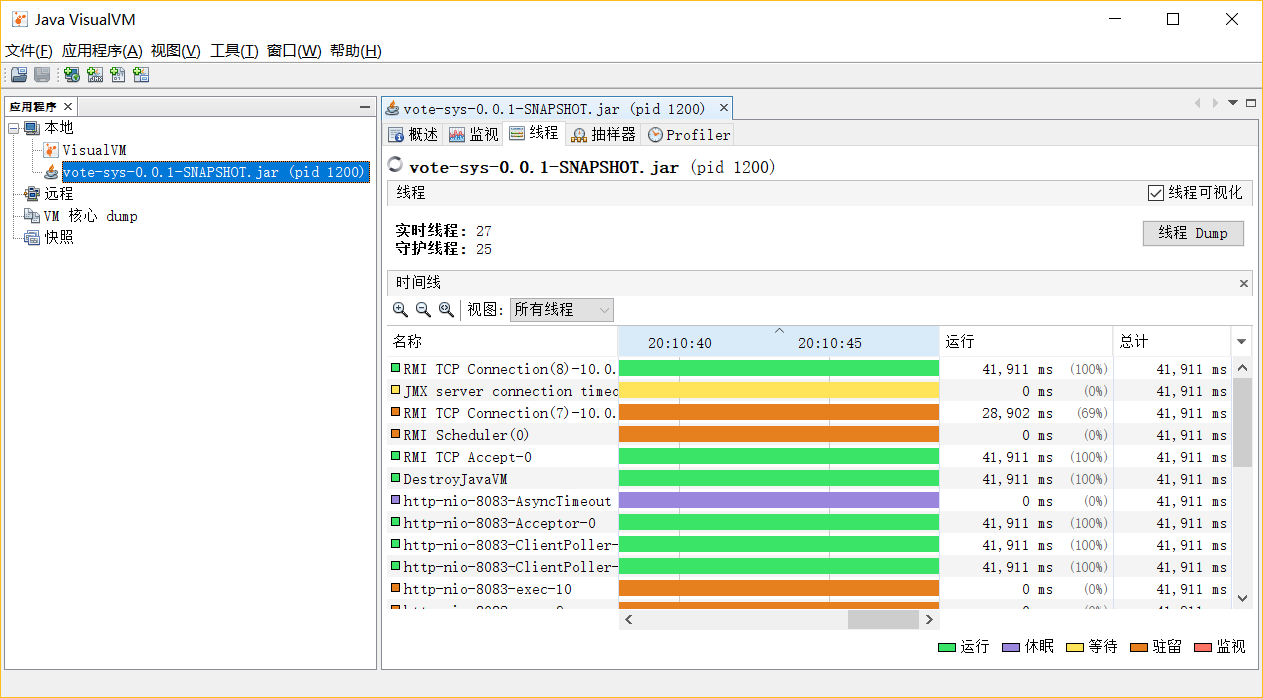 Java VisualVM
文件(F) 应用程序(A) 视图(V) 工具(T) 窗口(W) 帮助(H)
应用程序
本地
VisualVM
vote-sys-0.0.1-SNAPSHOT.jar (pid 1200)
远程
VM 核心 dump
快照
vote-sys-0.0.1-SNAPSHOT.jar (pid 1200)
概述 监视 线程 抽样器 Profiler
vote-sys-0.0.1-SNAPSHOT.jar (pid 1200)
线程 线程可视化
实时线程: 27
守护线程: 25
线程 Dump
时间线
视图: 所有线程
名称 20:10:40 20:10:45 运行 总计
RMI TCP Connection(8)-10.0. 41,911 ms (100%) 41,911 ms
JMX server connection timeo 0 ms (0%) 41,911 ms
RMI TCP Connection(7)-10.0. 28,902 ms (69%) 41,911 ms
RMI Scheduler(0) 0 ms (0%) 41,911 ms
RMI TCP Accept-0 41,911 ms (100%) 41,911 ms
DestroyJavaVM 41,911 ms (100%) 41,911 ms
http-nio-8083-AsyncTimeout 0 ms (0%) 41,911 ms
http-nio-8083-Acceptor-0 41,911 ms (100%) 41,911 ms
http-nio-8083-ClientPoller- 41,911 ms (100%) 41,911 ms
http-nio-8083-ClientPoller- 41,911 ms (100%) 41,911 ms
http-nio-8083-exec-10 0 ms (0%) 41,911 ms
运行 休眠 等待 驻留 监视